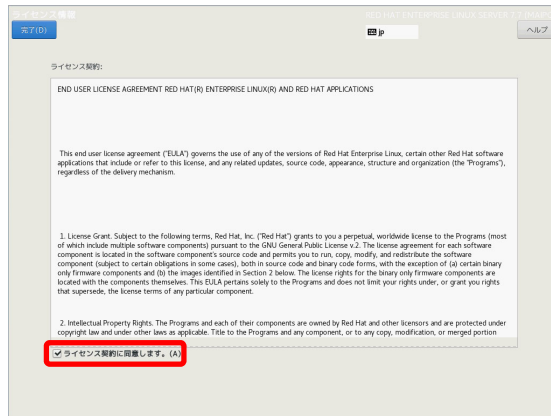 ライセンス情報
RED HAT ENTERPRISE LINUX SERVER 7.2
完了(D)
jp
ヘルプ
ライセンス契約:
END USER LICENSE AGREEMENT RED HAT(R) ENTERPRISE LINUX(R) AND RED HAT APPLICATIONS
This end user license agreement ("EULA") governs the use of any of the versions of Red Hat Enterprise Linux, certain other Red Hat software
applications that include or refer to this license, and any related updates, source code, appearance, structure and organization (the "Programs"),
regardless of the delivery mechanism.
1. License Grant. Subject to the following terms, Red Hat, Inc. ("Red Hat") grants to you a perpetual, worldwide license to the Programs (most
of which include multiple software components) pursuant to the GNU General Public License v.2. The license agreement for each software
component is located in the software component's source code and permits you to run, copy, modify, and redistribute the software
component (subject to certain obligations in some cases), both in source code and binary code forms, with the exception of (a) certain binary
only firmware components and (b) the images identified in Section 2 below. The license rights for the binary only firmware components are
located with the components themselves. This EULA pertains solely to the Programs and does not limit your rights under, or grant you rights
that supersede, the license terms of any particular component.
2. Intellectual Property Rights. The Programs and each of their components are owned by Red Hat and other licensors and are protected under
copyright law and under other laws as applicable. Title to the Programs and any component, or to any copy, modification, or merged portion
ライセンス契約に同意します。(A)